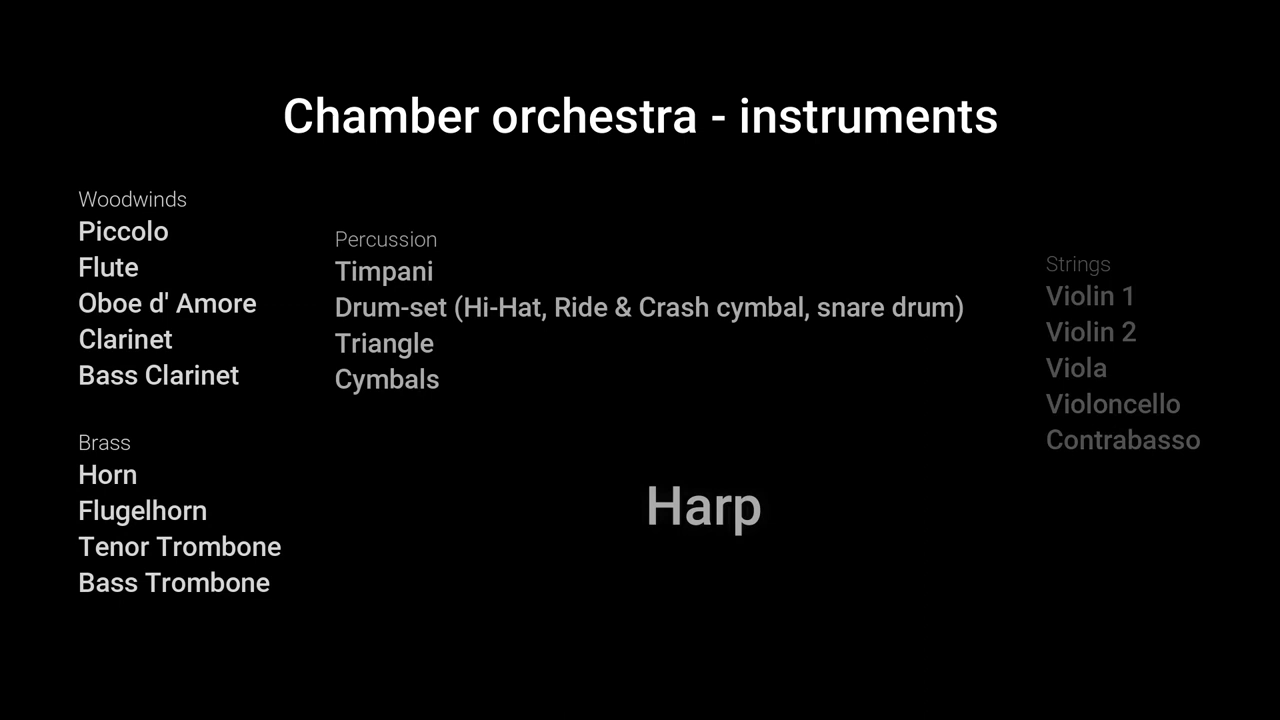 Chamber orchestra - instruments
Woodwinds
Piccolo
Flute
Oboe d' Amore
Clarinet
Bass Clarinet
Brass
Horn
Flugelhorn
Tenor Trombone
Bass Trombone
Percussion
Timpani
Drum-set (Hi-Hat, Ride & Crash cymbal, snare drum)
Triangle
Cymbals
Harp
Strings
Violin 1
Violin 2
Viola
Violoncello
Contrabasso